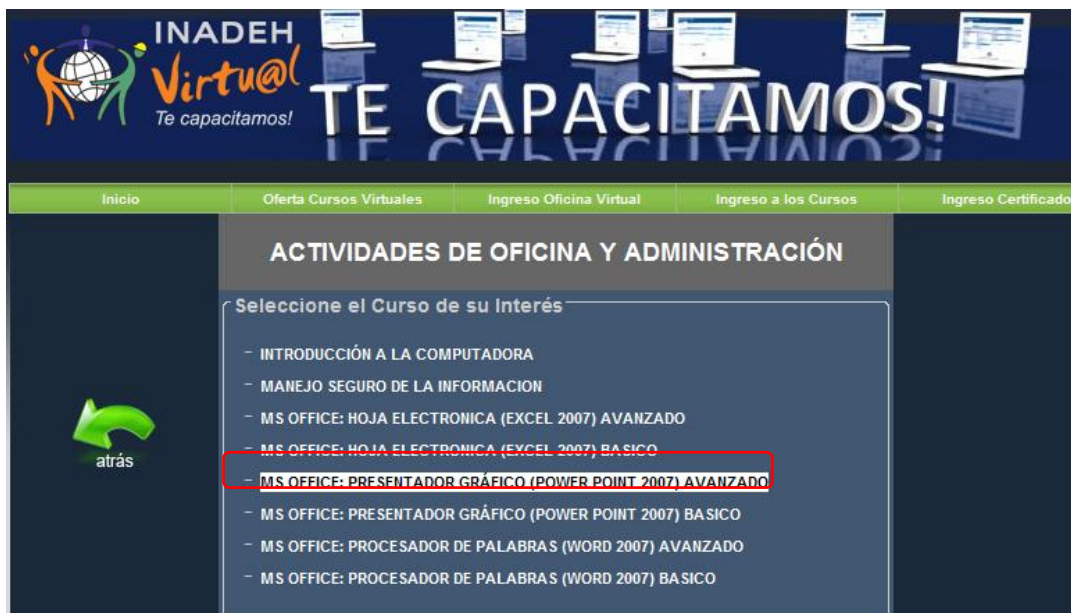 INADEH
Virtu@l
Te capacitamos!
TE CAPACITAMOS!
Inicio
Oferta Cursos Virtuales
Ingreso Oficina Virtual
Ingreso a los Cursos
Ingreso Certificado
ACTIVIDADES DE OFICINA Y ADMINISTRACIÓN
Seleccione el Curso de su Interés
- INTRODUCCIÓN A LA COMPUTADORA
- MANEJO SEGURO DE LA INFORMACION
- MS OFFICE: HOJA ELECTRONICA (EXCEL 2007) AVANZADO
- MS OFFICE: HOJA ELECTRONICA (EXCEL 2007) BASICO
- MS OFFICE: PRESENTADOR GRÁFICO (POWER POINT 2007) AVANZADO
- MS OFFICE: PRESENTADOR GRÁFICO (POWER POINT 2007) BASICO
- MS OFFICE: PROCESADOR DE PALABRAS (WORD 2007) AVANZADO
- MS OFFICE: PROCESADOR DE PALABRAS (WORD 2007) BASICO
atrás